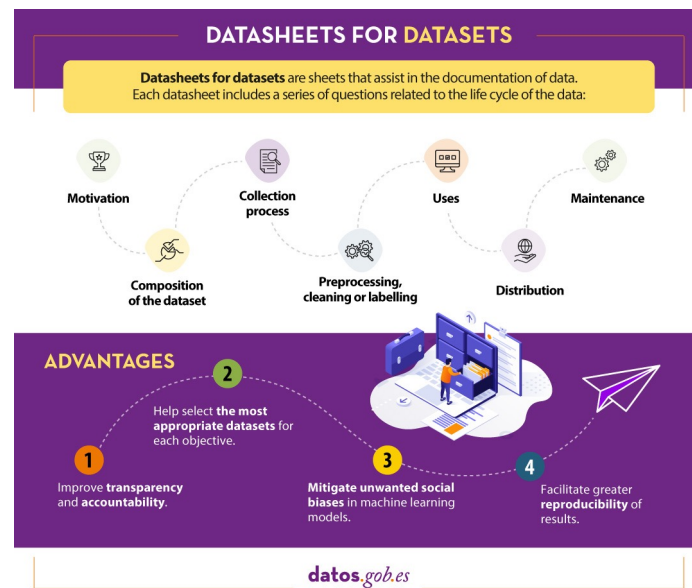 DATASHEETS FOR DATASETS
Datasheets for datasets are sheets that assist in the documentation of data.
Each datasheet includes a series of questions related to the life cycle of the data:
Motivation
Composition
of the dataset
Collection
process
Preprocessing,
cleaning or labelling
Uses
Distribution
Maintenance
ADVANTAGES
1
Improve transparency
and accountability.
2
Help select the most
appropriate datasets for
each objective.
3
Mitigate unwanted social
biases in machine learning
models.
4
Facilitate greater
reproducibility of
results.
datos.gob.es